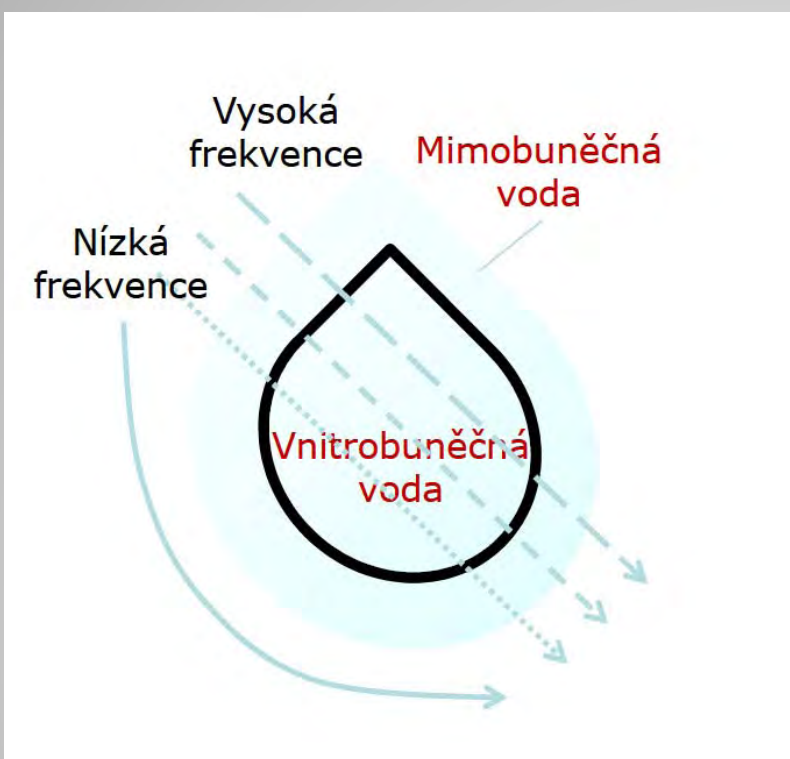 Vysoká
frekvence
Mimobuněčná
voda
Nízká
frekvence
Vnitrobuněčná
voda